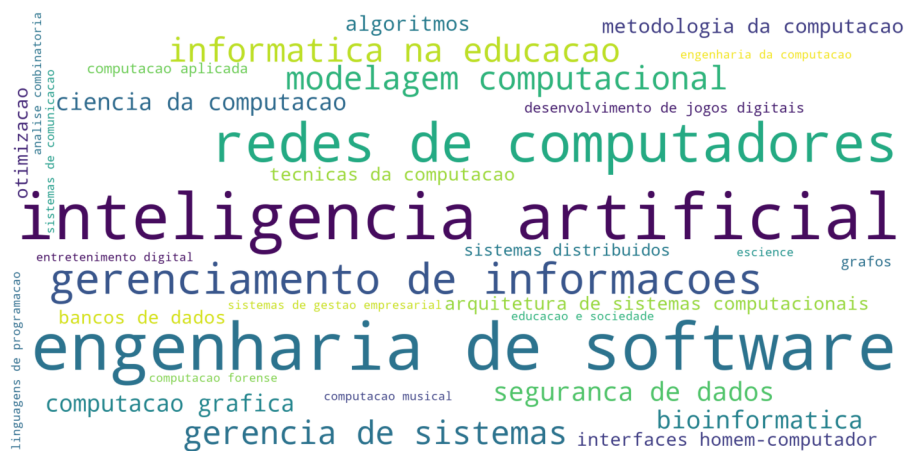 algoritmos
metodologia da computacao
informatica na educacao
engenharia da computacao
computacao aplicada
modelagem computacional
ciencia da computacao
desenvolvimento de jogos digitais
otimizacao
analise combinatoria
sistemas de comunicacao
redes de computadores
tecnicas da computacao
inteligencia artificial
entretenimento digital
sistemas distribuidos
escience
grafos
gerenciamento de informacoes
sistemas de gestao empresarial
arquitetura de sistemas computacionais
bancos de dados
educacao e sociedade
linguagens de programacao
engenharia de software
computacao forense
computacao musical
seguranca de dados
computacao grafica
bioinformatica
gerencia de sistemas
interfaces homem-computador